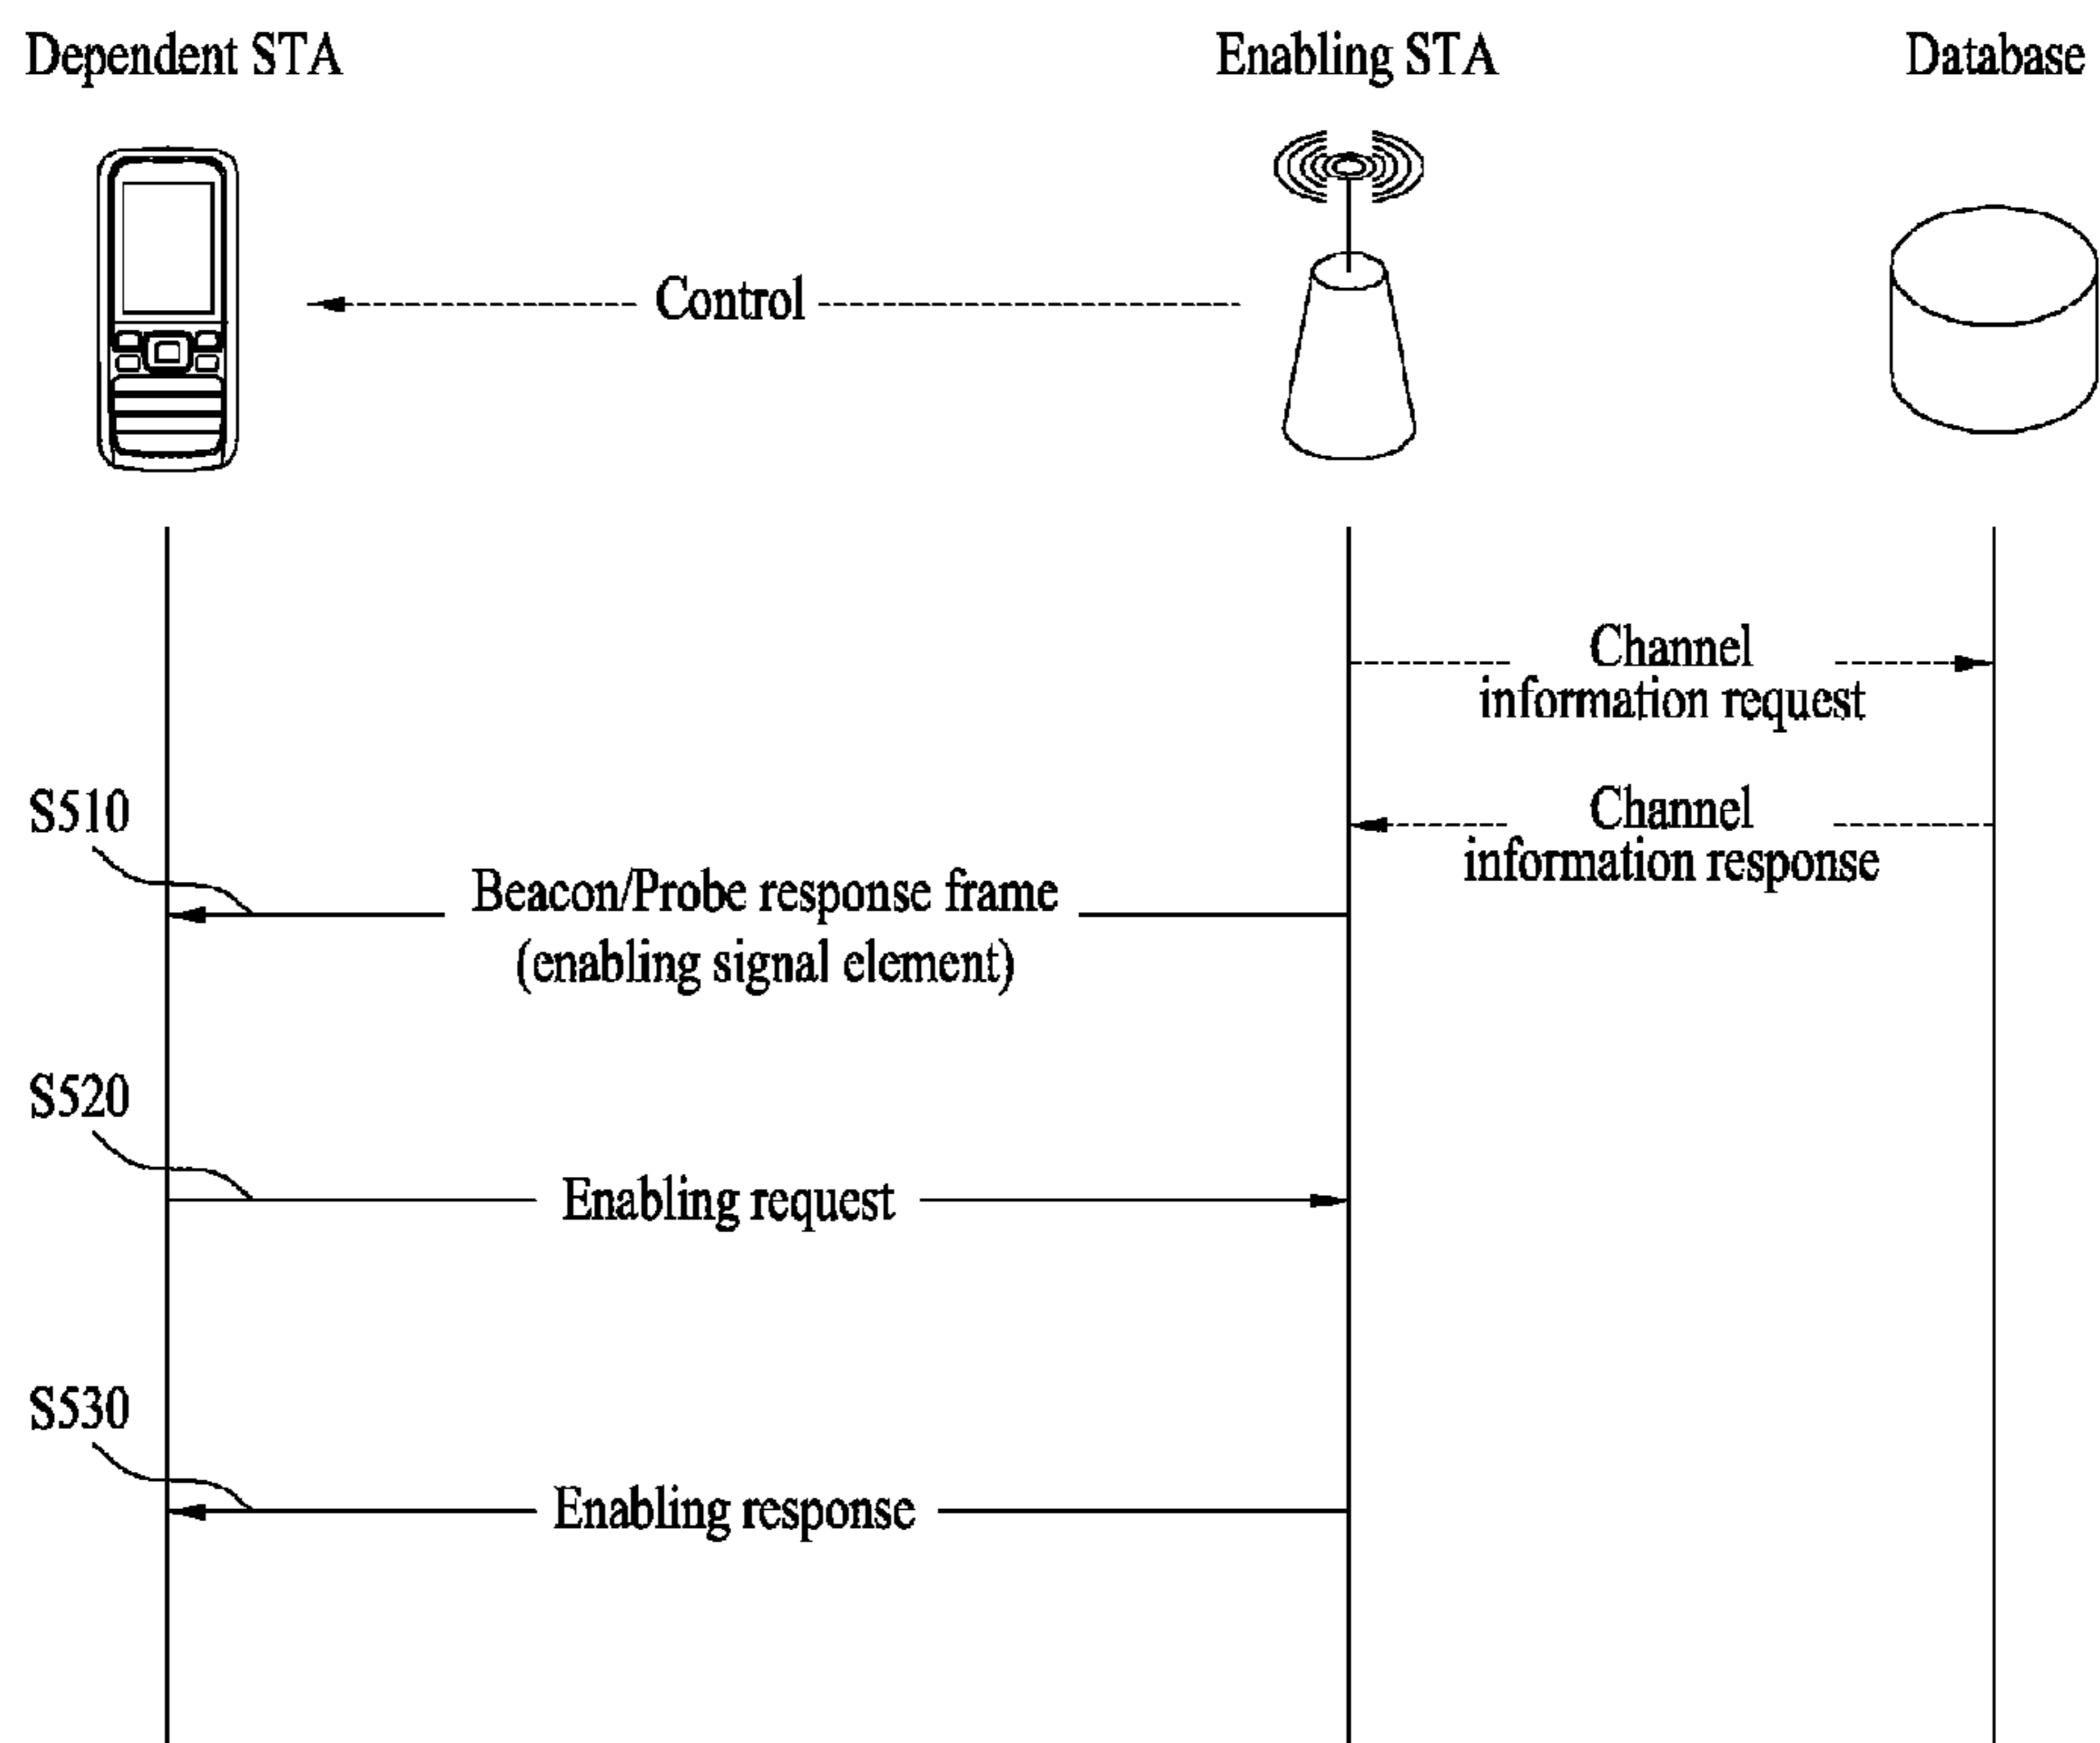 Dependent STA
Enabling STA
Database
Control
Channel
information request
S510
Channel
information response
Beacon/Probe response frame
(enabling signal element)
S520
Enabling request
S530
Enabling response